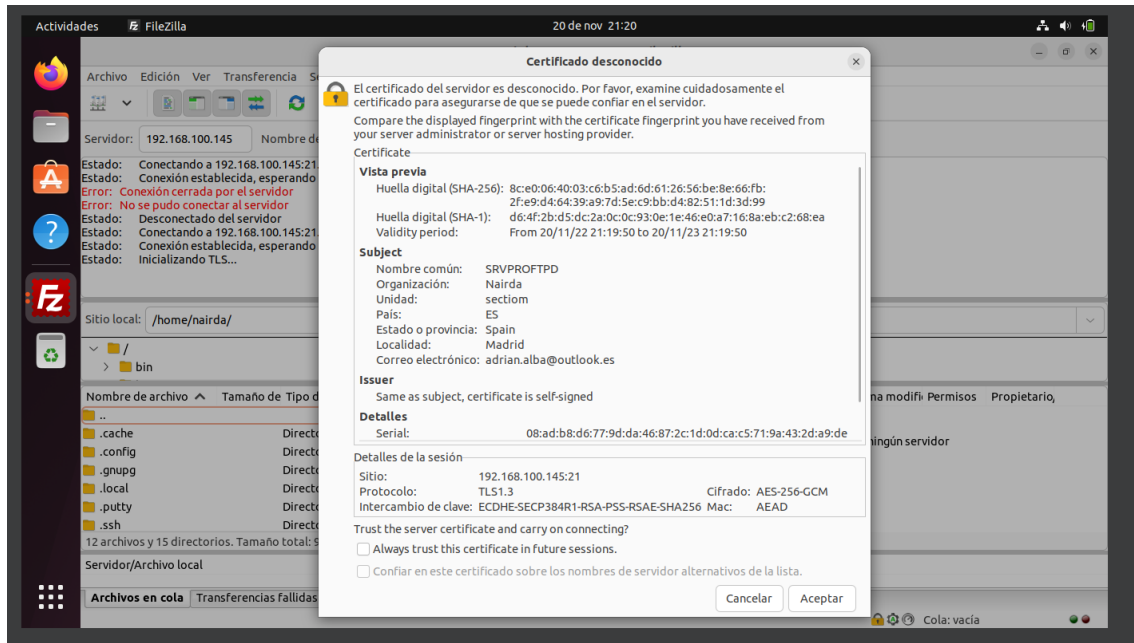 Actividades FileZilla 20 de nov 21:20
Certificado desconocido
Archivo Edición Ver Transferencia
El certificado del servidor es desconocido. Por favor, examine cuidadosamente el
certificado para asegurarse de que se puede confiar en el servidor.
Compare the displayed fingerprint with the certificate fingerprint you have received from
your server administrator or server hosting provider.
Servidor: 192.168.100.145 Nombre
Estado: Conectando a 192.168.100.145:21
Estado: Conexión establecida, esperando
Error: Conexión cerrada por el servidor
Error: No se pudo conectar al servidor
Estado: Desconectado del servidor
Estado: Conectando a 192.168.100.145:21
Estado: Conexión establecida, esperando
Estado: Inicializando TLS...
Certificate
Vista previa
Huella digital (SHA-256): 8c:e0:06:40:03:c6:b5:ad:6d:61:26:56:be:8e:66:fb:
2f:e9:d4:64:39:a9:7d:5e:c9:bb:d4:82:51:1d:3d:99
Huella digital (SHA-1): d6:4f:2b:d5:dc:2a:0c:0c:93:0e:1e:46:e0:a7:16:8a:eb:c2:68:ea
Validity period: From 20/11/22 21:19:50 to 20/11/23 21:19:50
Subject
Nombre común: SRVPROFTPD
Organización: Nairda
Unidad: sectiom
País: ES
Estado o provincia: Spain
Localidad: Madrid
Correo electrónico: adrian.alba@outlook.es
Issuer
Same as subject, certificate is self-signed
Detalles
Serial: 08:ad:b8:d6:77:9d:da:46:87:2c:1d:0d:ca:c5:71:9a:43:2d:a9:de
Sitio local: /home/nairda/
/
bin
Nombre de archivo Tamaño de Tipo d
..
.cache Directo
.config Directo
.gnupg Directo
.local Directo
.putty Directo
.ssh Directo
12 archivos y 15 directorios. Tamaño total: 9
na modifi Permisos Propietario,
ningún servidor
Detalles de la sesión
Sitio: 192.168.100.145:21
Protocolo: TLS1.3 Cifrado: AES-256-GCM
Intercambio de clave: ECDHE-SECP384R1-RSA-PSS-RSAE-SHA256 Mac: AEAD
Trust the server certificate and carry on connecting?
Always trust this certificate in future sessions.
Confiar en este certificado sobre los nombres de servidor alternativos de la lista.
Cancelar Aceptar
Servidor/Archivo local
Archivos en cola Transferencias fallidas
Cola: vacía